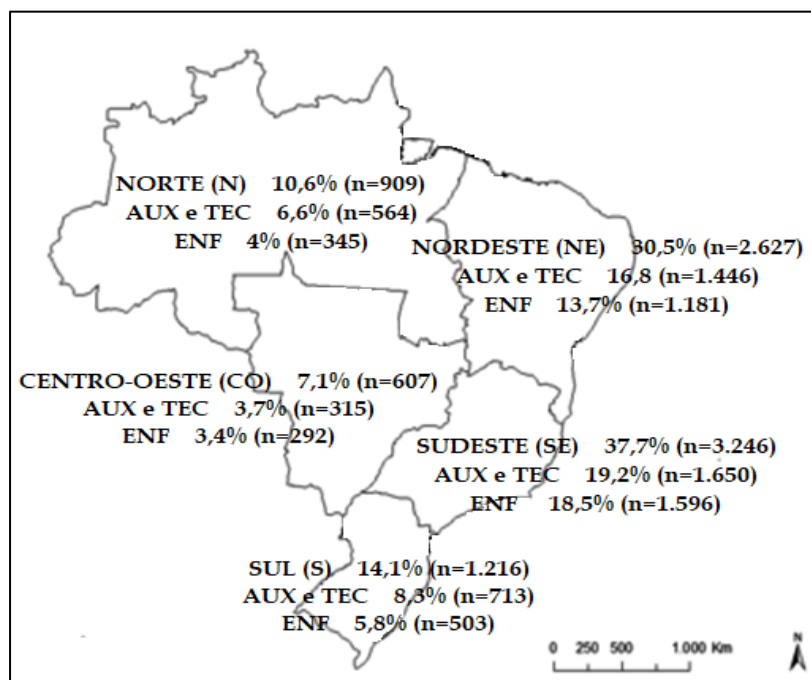 NORTE (N) 10,6% (n=909)
AUX e TEC 6,6% (n=564)
ENF 4% (n=345)
NORDESTE (NE) 30,5% (n=2.627)
AUX e TEC 16,8 (n=1.446)
ENF 13,7% (n=1.181)
CENTRO-OESTE (CO) 7,1% (n=607)
AUX e TEC 3,7% (n=315)
ENF 3,4% (n=292)
SUDESTE (SE) 37,7% (n=3.246)
AUX e TEC 19,2% (n=1.650)
ENF 18,5% (n=1.596)
SUL (S) 14,1% (n=1.216)
AUX e TEC 8,3% (n=713)
ENF 5,8% (n=503)
0 250 500 1.000 Km
N